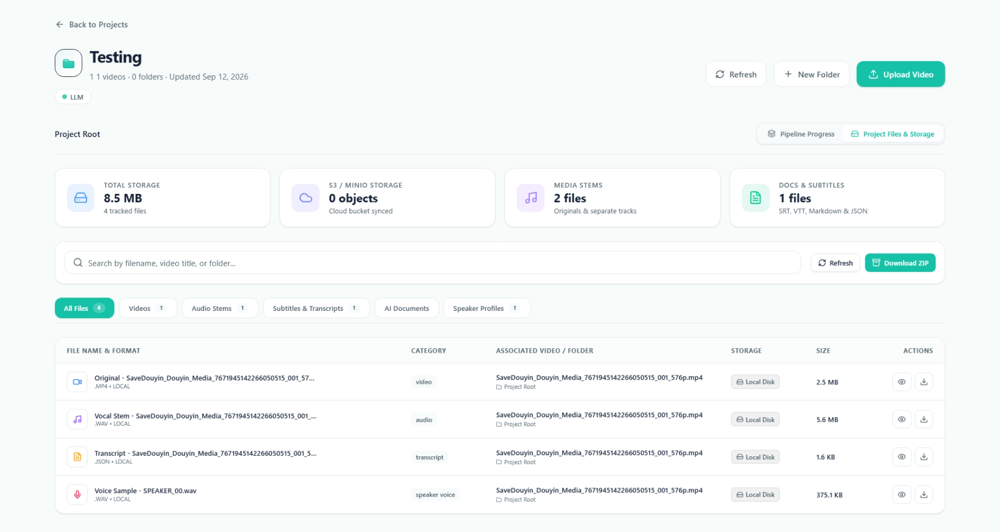 Back to Projects
Testing
1 1 videos · 0 folders · Updated Sep 12, 2026
LLM
Refresh
New Folder
Upload Video
Project Root
Pipeline Progress
Project Files & Storage
TOTAL STORAGE
8.5 MB
4 tracked files
S3 / MINIO STORAGE
0 objects
Cloud bucket synced
MEDIA STEMS
2 files
Originals & separate tracks
DOCS & SUBTITLES
1 files
SRT, VTT, Markdown & JSON
Search by filename, video title, or folder...
Refresh
Download ZIP
All Files 4
Videos 1
Audio Stems 1
Subtitles & Transcripts 1
AI Documents
Speaker Profiles 1
FILE NAME & FORMAT CATEGORY ASSOCIATED VIDEO / FOLDER STORAGE SIZE ACTIONS
Original - SaveDouyin_Douyin_Media_7671945142266050515_001_57...
.MP4 • LOCAL
video
SaveDouyin_Douyin_Media_7671945142266050515_001_576p.mp4
Project Root
Local Disk
2.5 MB
Vocal Stem - SaveDouyin_Douyin_Media_7671945142266050515_001_...
.WAV • LOCAL
audio
SaveDouyin_Douyin_Media_7671945142266050515_001_576p.mp4
Project Root
Local Disk
5.6 MB
Transcript - SaveDouyin_Douyin_Media_7671945142266050515_001_5...
.JSON • LOCAL
transcript
SaveDouyin_Douyin_Media_7671945142266050515_001_576p.mp4
Project Root
Local Disk
1.6 KB
Voice Sample - SPEAKER_00.wav
.WAV • LOCAL
speaker voice
SaveDouyin_Douyin_Media_7671945142266050515_001_576p.mp4
Project Root
Local Disk
375.1 KB